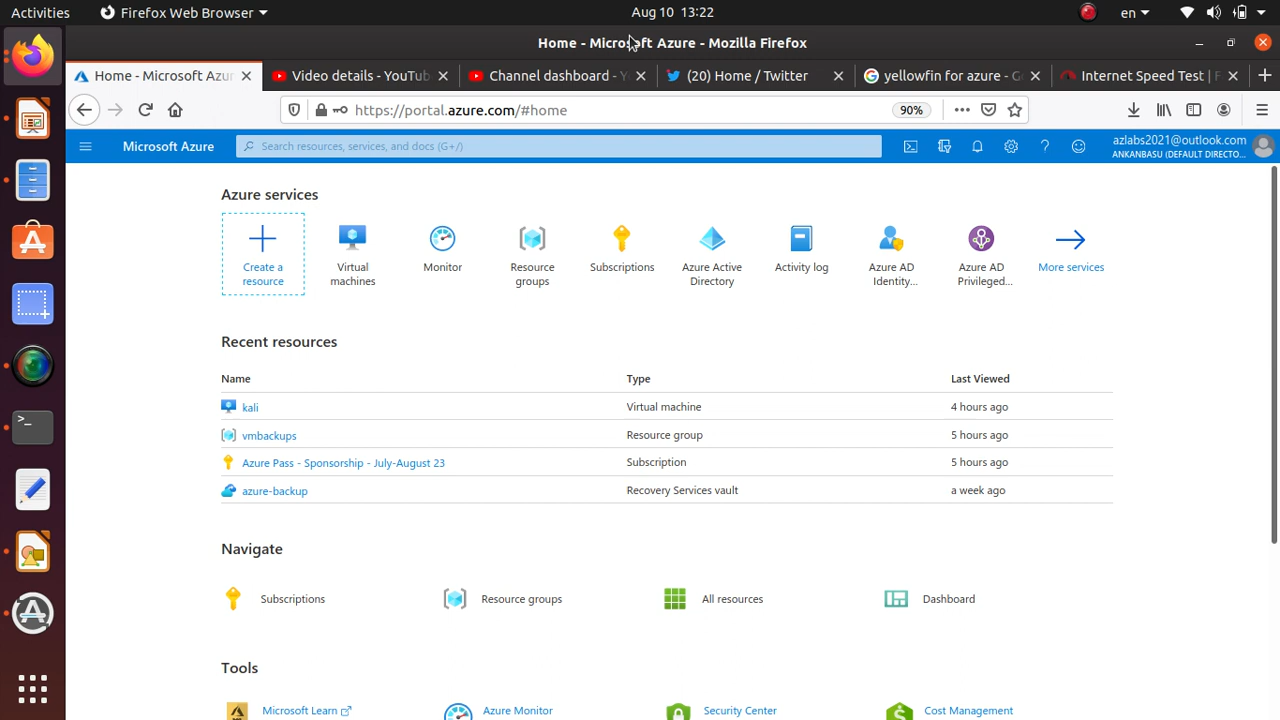 Activities Firefox Web Browser Aug 10 13:22 en
Home - Microsoft Azure - Mozilla Firefox
Home - Microsoft Azur Video details - YouTub Channel dashboard - Y (20) Home / Twitter yellowfin for azure - G Internet Speed Test | F
https://portal.azure.com/#home 90%
Microsoft Azure Search resources, services, and docs (G+/) azlabs2021@outlook.com
ANKANBASU (DEFAULT DIRECTO...
Azure services
Create a resource
Virtual machines
Monitor
Resource groups
Subscriptions
Azure Active Directory
Activity log
Azure AD Identity...
Azure AD Privileged...
More services
Recent resources
Name Type Last Viewed
kali Virtual machine 4 hours ago
vmbackups Resource group 5 hours ago
Azure Pass - Sponsorship - July-August 23 Subscription 5 hours ago
azure-backup Recovery Services vault a week ago
Navigate
Subscriptions Resource groups All resources Dashboard
Tools
Microsoft Learn Azure Monitor Security Center Cost Management